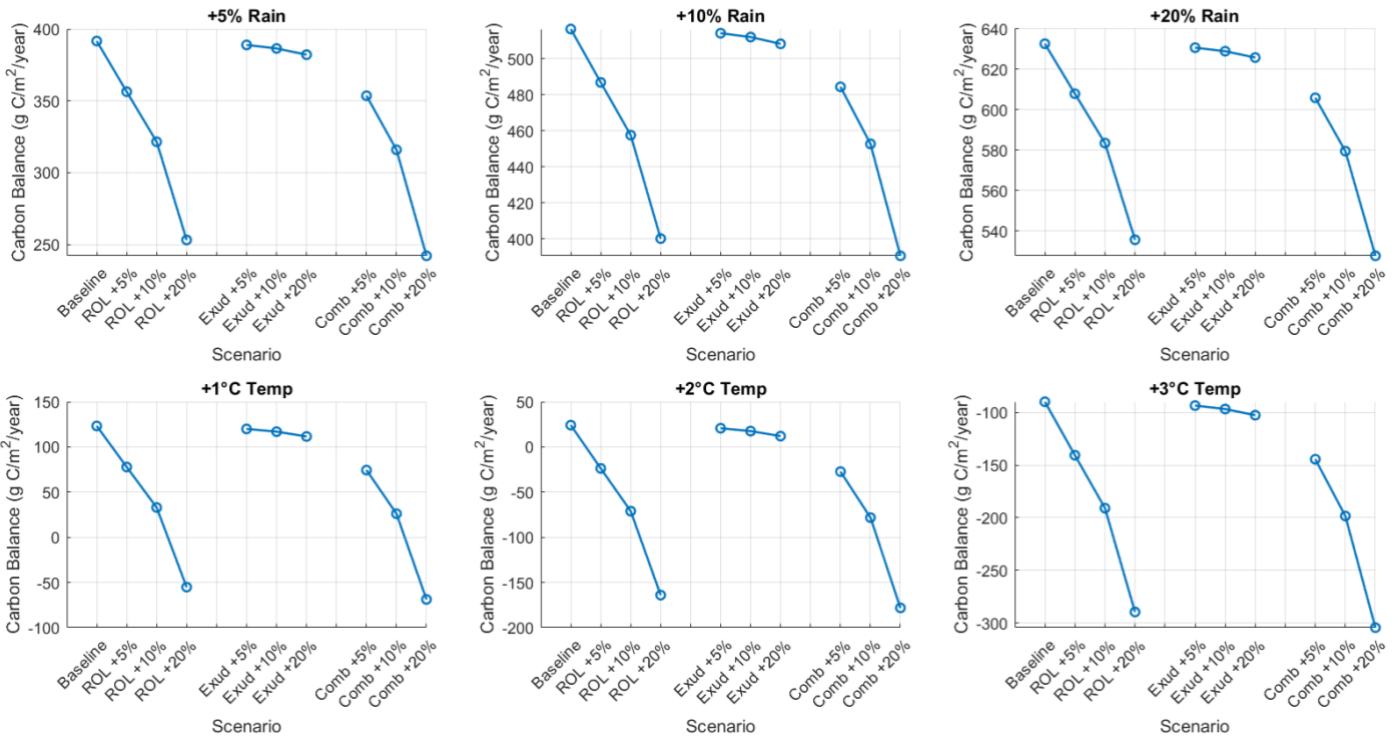 +5% Rain
Carbon Balance (g C/m²/year)
400
350
300
250
Baseline
ROL +5%
ROL +10%
ROL +20%
Exud +5%
Exud +10%
Exud +20%
Comb +5%
Comb +10%
Comb +20%
Scenario
+10% Rain
Carbon Balance (g C/m²/year)
500
480
460
440
420
400
Baseline
ROL +5%
ROL +10%
ROL +20%
Exud +5%
Exud +10%
Exud +20%
Comb +5%
Comb +10%
Comb +20%
Scenario
+20% Rain
Carbon Balance (g C/m²/year)
640
620
600
580
560
540
Baseline
ROL +5%
ROL +10%
ROL +20%
Exud +5%
Exud +10%
Exud +20%
Comb +5%
Comb +10%
Comb +20%
Scenario
+1°C Temp
Carbon Balance (g C/m²/year)
150
100
50
0
-50
-100
Baseline
ROL +5%
ROL +10%
ROL +20%
Exud +5%
Exud +10%
Exud +20%
Comb +5%
Comb +10%
Comb +20%
Scenario
+2°C Temp
Carbon Balance (g C/m²/year)
50
0
-50
-100
-150
-200
Baseline
ROL +5%
ROL +10%
ROL +20%
Exud +5%
Exud +10%
Exud +20%
Comb +5%
Comb +10%
Comb +20%
Scenario
+3°C Temp
Carbon Balance (g C/m²/year)
-100
-150
-200
-250
-300
Baseline
ROL +5%
ROL +10%
ROL +20%
Exud +5%
Exud +10%
Exud +20%
Comb +5%
Comb +10%
Comb +20%
Scenario